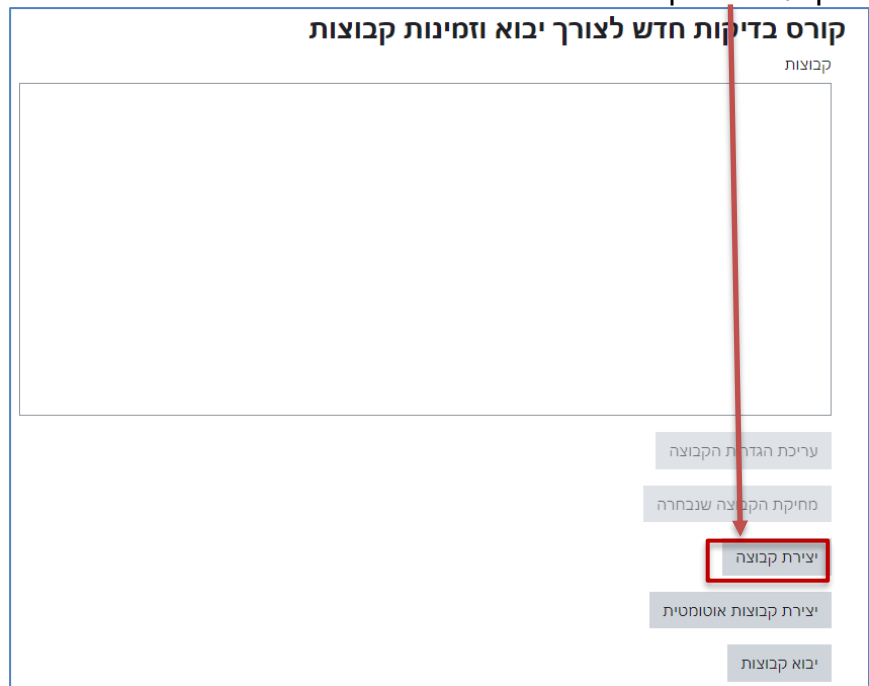 קורס בדיקות חדש לצורך יבוא וזמינות קבוצות
קבוצות
עריכת הגדרות הקבוצה
מחיקת הקבוצה שנבחרה
יצירת קבוצה
יצירת קבוצות אוטומטית
יבוא קבוצות